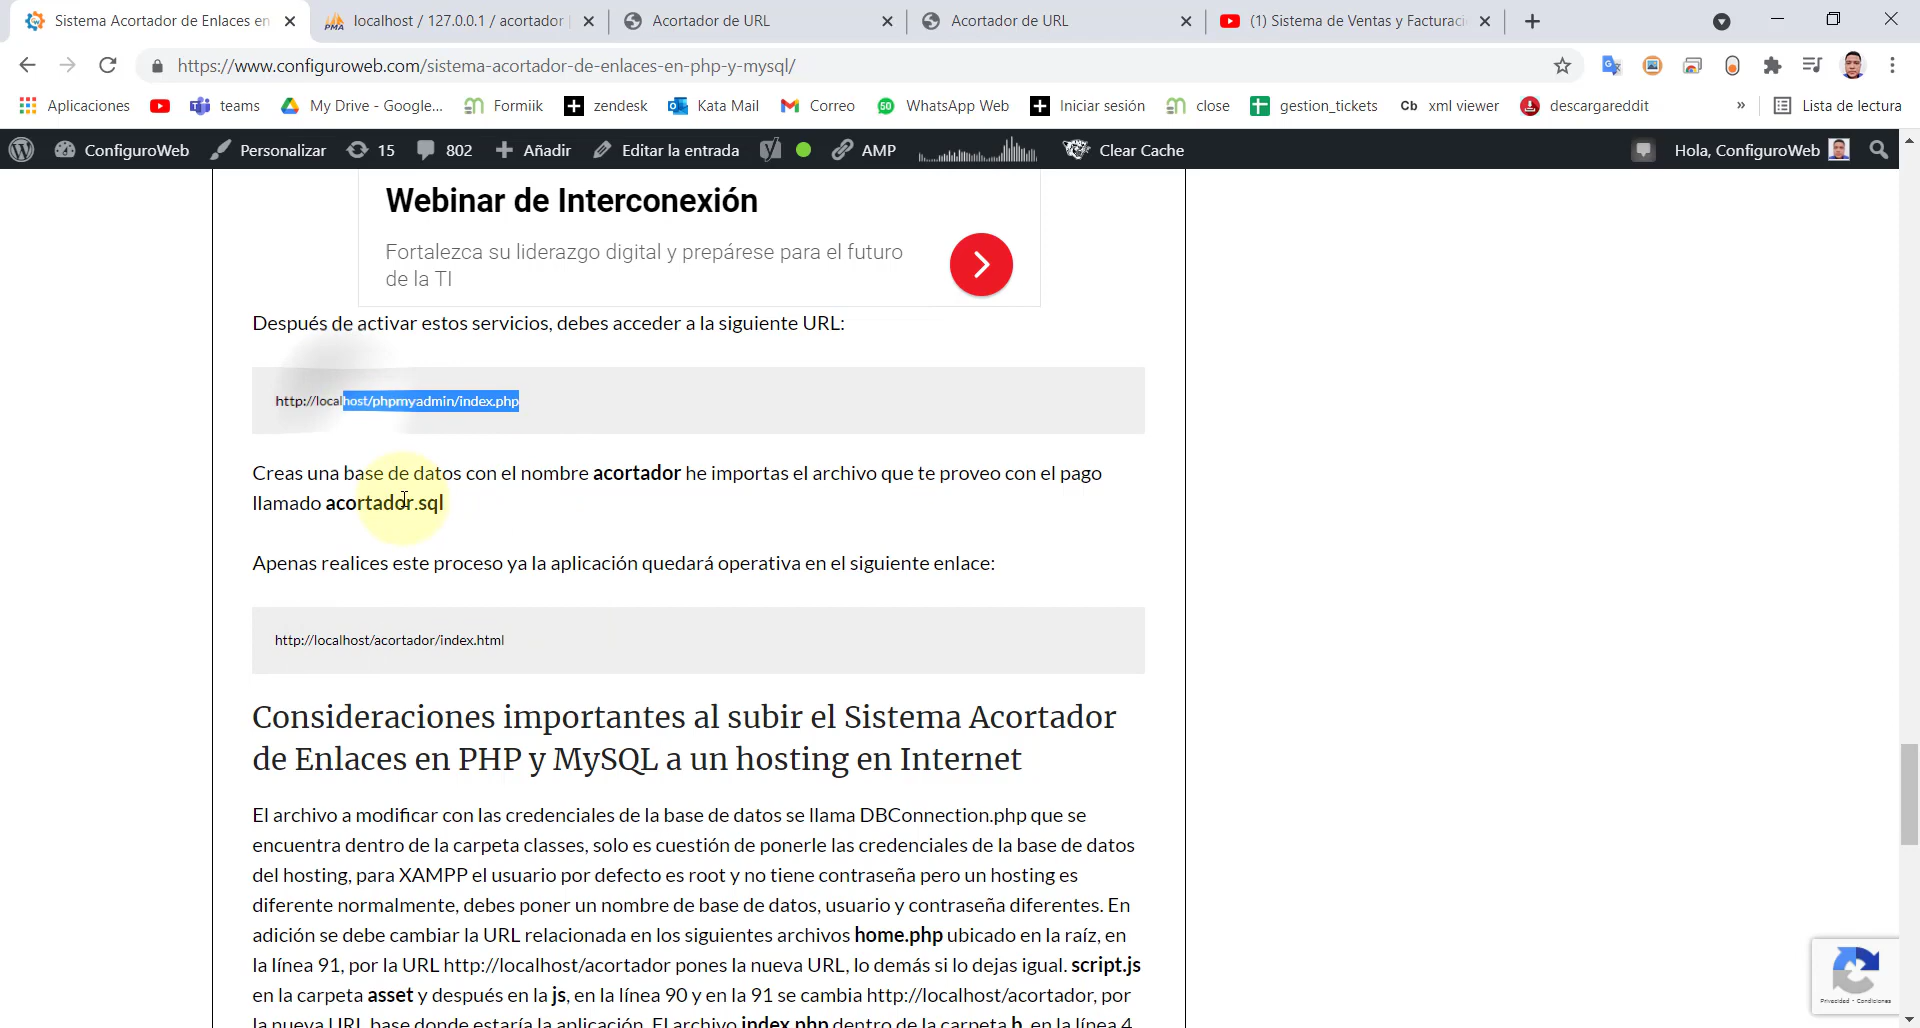 Sistema Acortador de Enlaces en
localhost / 127.0.0.1 / acortador
Acortador de URL
Acortador de URL
(1) Sistema de Ventas y Facturaci
https://www.configuroweb.com/sistema-acortador-de-enlaces-en-php-y-mysql/
Aplicaciones
teams
My Drive - Google...
Formiik
zendesk
Kata Mail
Correo
WhatsApp Web
Iniciar sesión
close
gestion_tickets
Cb xml viewer
descargareddit
»
Lista de lectura
ConfiguroWeb
Personalizar
15
802
Añadir
Editar la entrada
AMP
Clear Cache
Hola, ConfiguroWeb
Webinar de Interconexión
Fortalezca su liderazgo digital y prepárese para el futuro
de la TI
Después de activar estos servicios, debes acceder a la siguiente URL:
http://localhost/phpmyadmin/index.php
Creas una base de datos con el nombre acortador he importas el archivo que te proveo con el pago
llamado acortador.sql
Apenas realices este proceso ya la aplicación quedará operativa en el siguiente enlace:
http://localhost/acortador/index.html
Consideraciones importantes al subir el Sistema Acortador
de Enlaces en PHP y MySQL a un hosting en Internet
El archivo a modificar con las credenciales de la base de datos se llama DBConnection.php que se
encuentra dentro de la carpeta classes, solo es cuestión de ponerle las credenciales de la base de datos
del hosting, para XAMPP el usuario por defecto es root y no tiene contraseña pero un hosting es
diferente normalmente, debes poner un nombre de base de datos, usuario y contraseña diferentes. En
adición se debe cambiar la URL relacionada en los siguientes archivos home.php ubicado en la raíz, en
la línea 91, por la URL http://localhost/acortador pones la nueva URL, lo demás si lo dejas igual. script.js
en la carpeta asset y después en la js, en la línea 90 y en la 91 se cambia http://localhost/acortador, por
la nueva URL base donde estaría la aplicación. El archivo index.php dentro de la carpeta b, en la línea 4
Privacidad - Condiciones